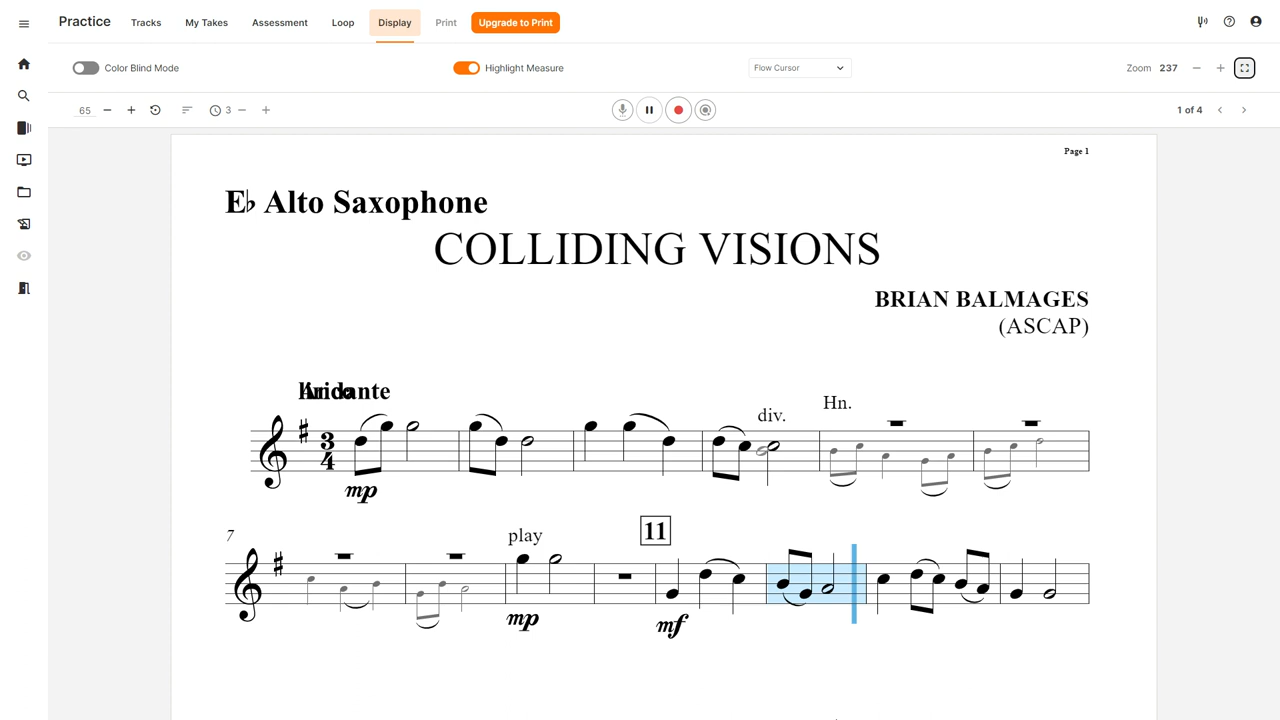 Practice Tracks My Takes Assessment Loop Display Print Upgrade to Print
Color Blind Mode Highlight Measure Flow Cursor Zoom 237
65 3 1 of 4
Page 1
E♭ Alto Saxophone
COLLIDING VISIONS
BRIAN BALMAGES
(ASCAP)
Andante
div. Hn.
3
4
mp
7 play 11
mp mf